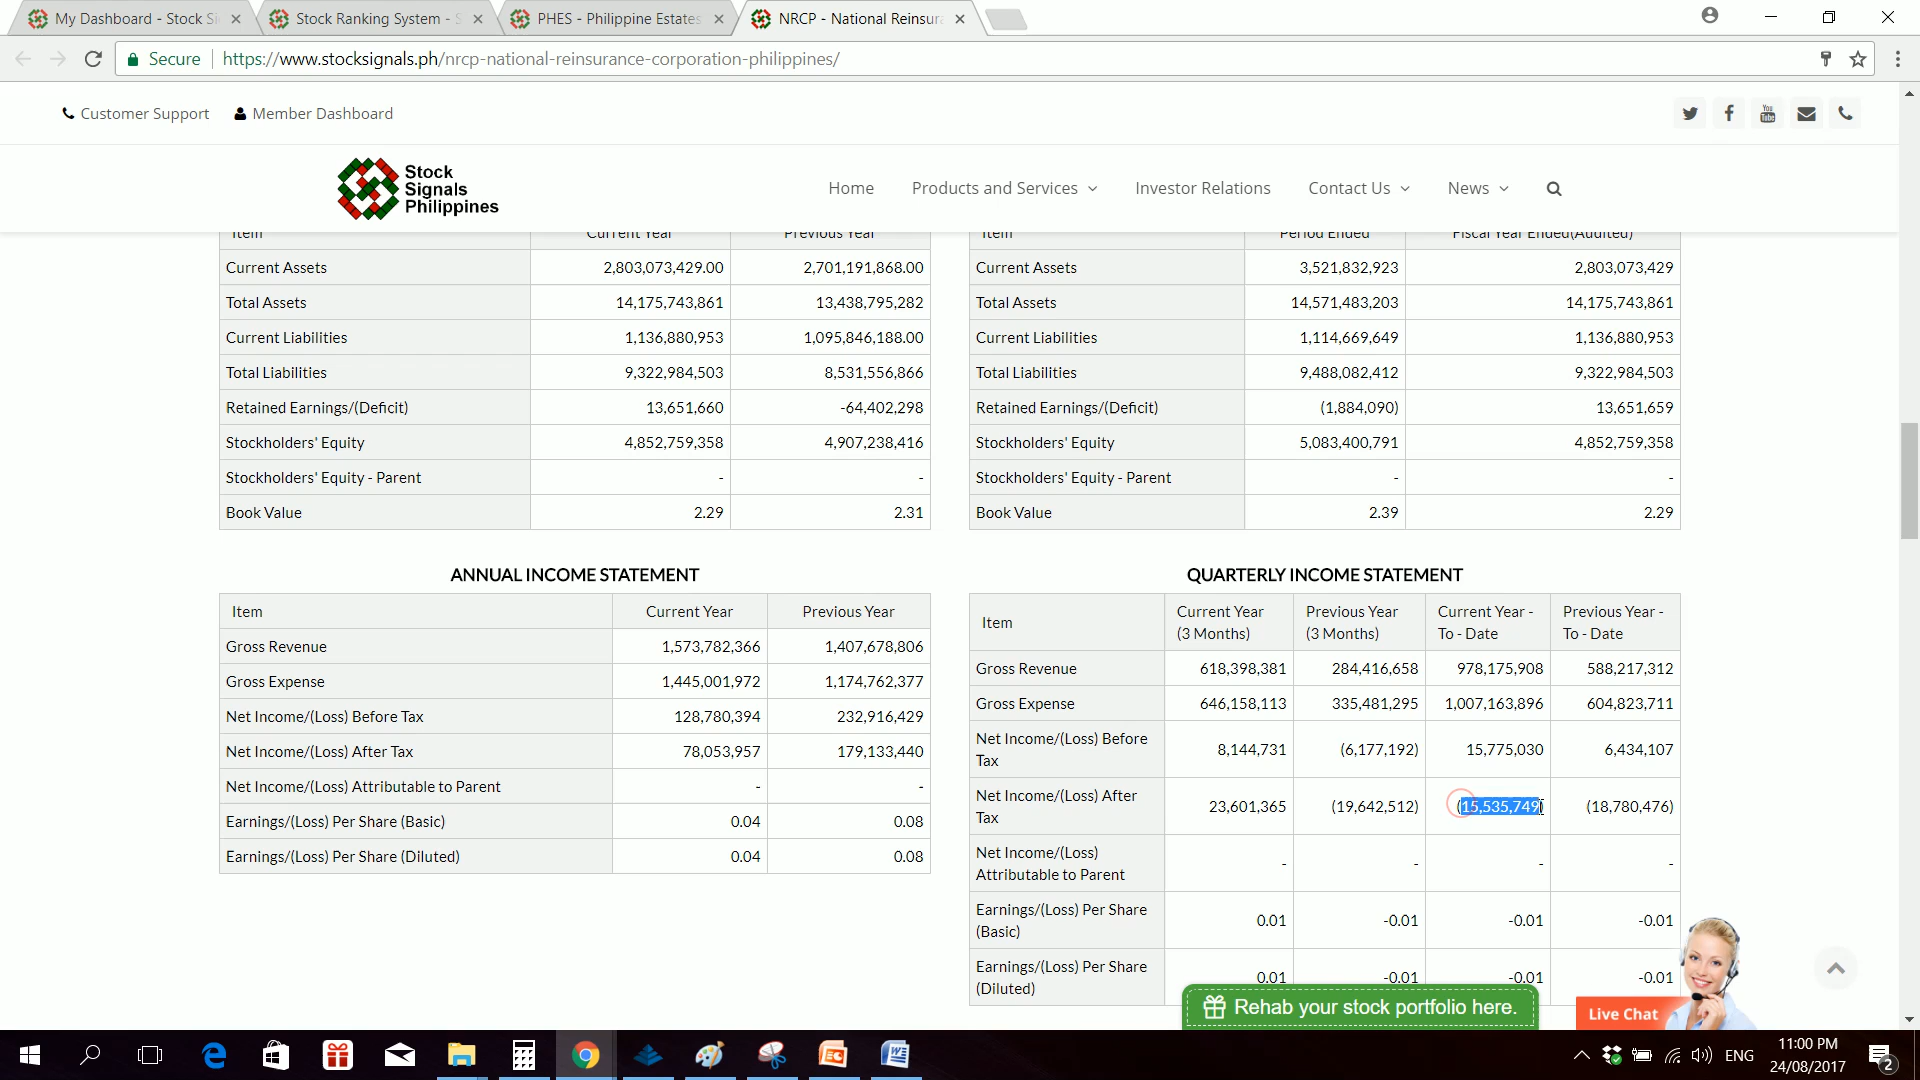 My Dashboard - Stock Si
Stock Ranking System - S
PHES - Philippine Estates
NRCP - National Reinsura
Secure
https://www.stocksignals.ph/nrcp-national-reinsurance-corporation-philippines/
Customer Support
Member Dashboard
You Tube
Stock
Signals
Philippines
Home
Products and Services
Investor Relations
Contact Us
News
Item Current Year Previous Year
Current Assets 2,803,073,429.00 2,701,191,868.00
Total Assets 14,175,743,861 13,438,795,282
Current Liabilities 1,136,880,953 1,095,846,188.00
Total Liabilities 9,322,984,503 8,531,556,866
Retained Earnings/(Deficit) 13,651,660 -64,402,298
Stockholders' Equity 4,852,759,358 4,907,238,416
Stockholders' Equity - Parent - -
Book Value 2.29 2.31
Item Period Ended Fiscal Year Ended(Audited)
Current Assets 3,521,832,923 2,803,073,429
Total Assets 14,571,483,203 14,175,743,861
Current Liabilities 1,114,669,649 1,136,880,953
Total Liabilities 9,488,082,412 9,322,984,503
Retained Earnings/(Deficit) (1,884,090) 13,651,659
Stockholders' Equity 5,083,400,791 4,852,759,358
Stockholders' Equity - Parent - -
Book Value 2.39 2.29
ANNUAL INCOME STATEMENT
Item Current Year Previous Year
Gross Revenue 1,573,782,366 1,407,678,806
Gross Expense 1,445,001,972 1,174,762,377
Net Income/(Loss) Before Tax 128,780,394 232,916,429
Net Income/(Loss) After Tax 78,053,957 179,133,440
Net Income/(Loss) Attributable to Parent - -
Earnings/(Loss) Per Share (Basic) 0.04 0.08
Earnings/(Loss) Per Share (Diluted) 0.04 0.08
QUARTERLY INCOME STATEMENT
Item
Current Year
(3 Months)
Previous Year
(3 Months)
Current Year -
To - Date
Previous Year -
To - Date
Gross Revenue 618,398,381 284,416,658 978,175,908 588,217,312
Gross Expense 646,158,113 335,481,295 1,007,163,896 604,823,711
Net Income/(Loss) Before
Tax
8,144,731 (6,177,192) 15,775,030 6,434,107
Net Income/(Loss) After
Tax
23,601,365 (19,642,512) (15,535,749) (18,780,476)
Net Income/(Loss)
Attributable to Parent
- - - -
Earnings/(Loss) Per Share
(Basic)
0.01 -0.01 -0.01 -0.01
Earnings/(Loss) Per Share
(Diluted)
0.01 -0.01 -0.01 -0.01
Rehab your stock portfolio here.
Live Chat
ENG
11:00 PM
24/08/2017
2